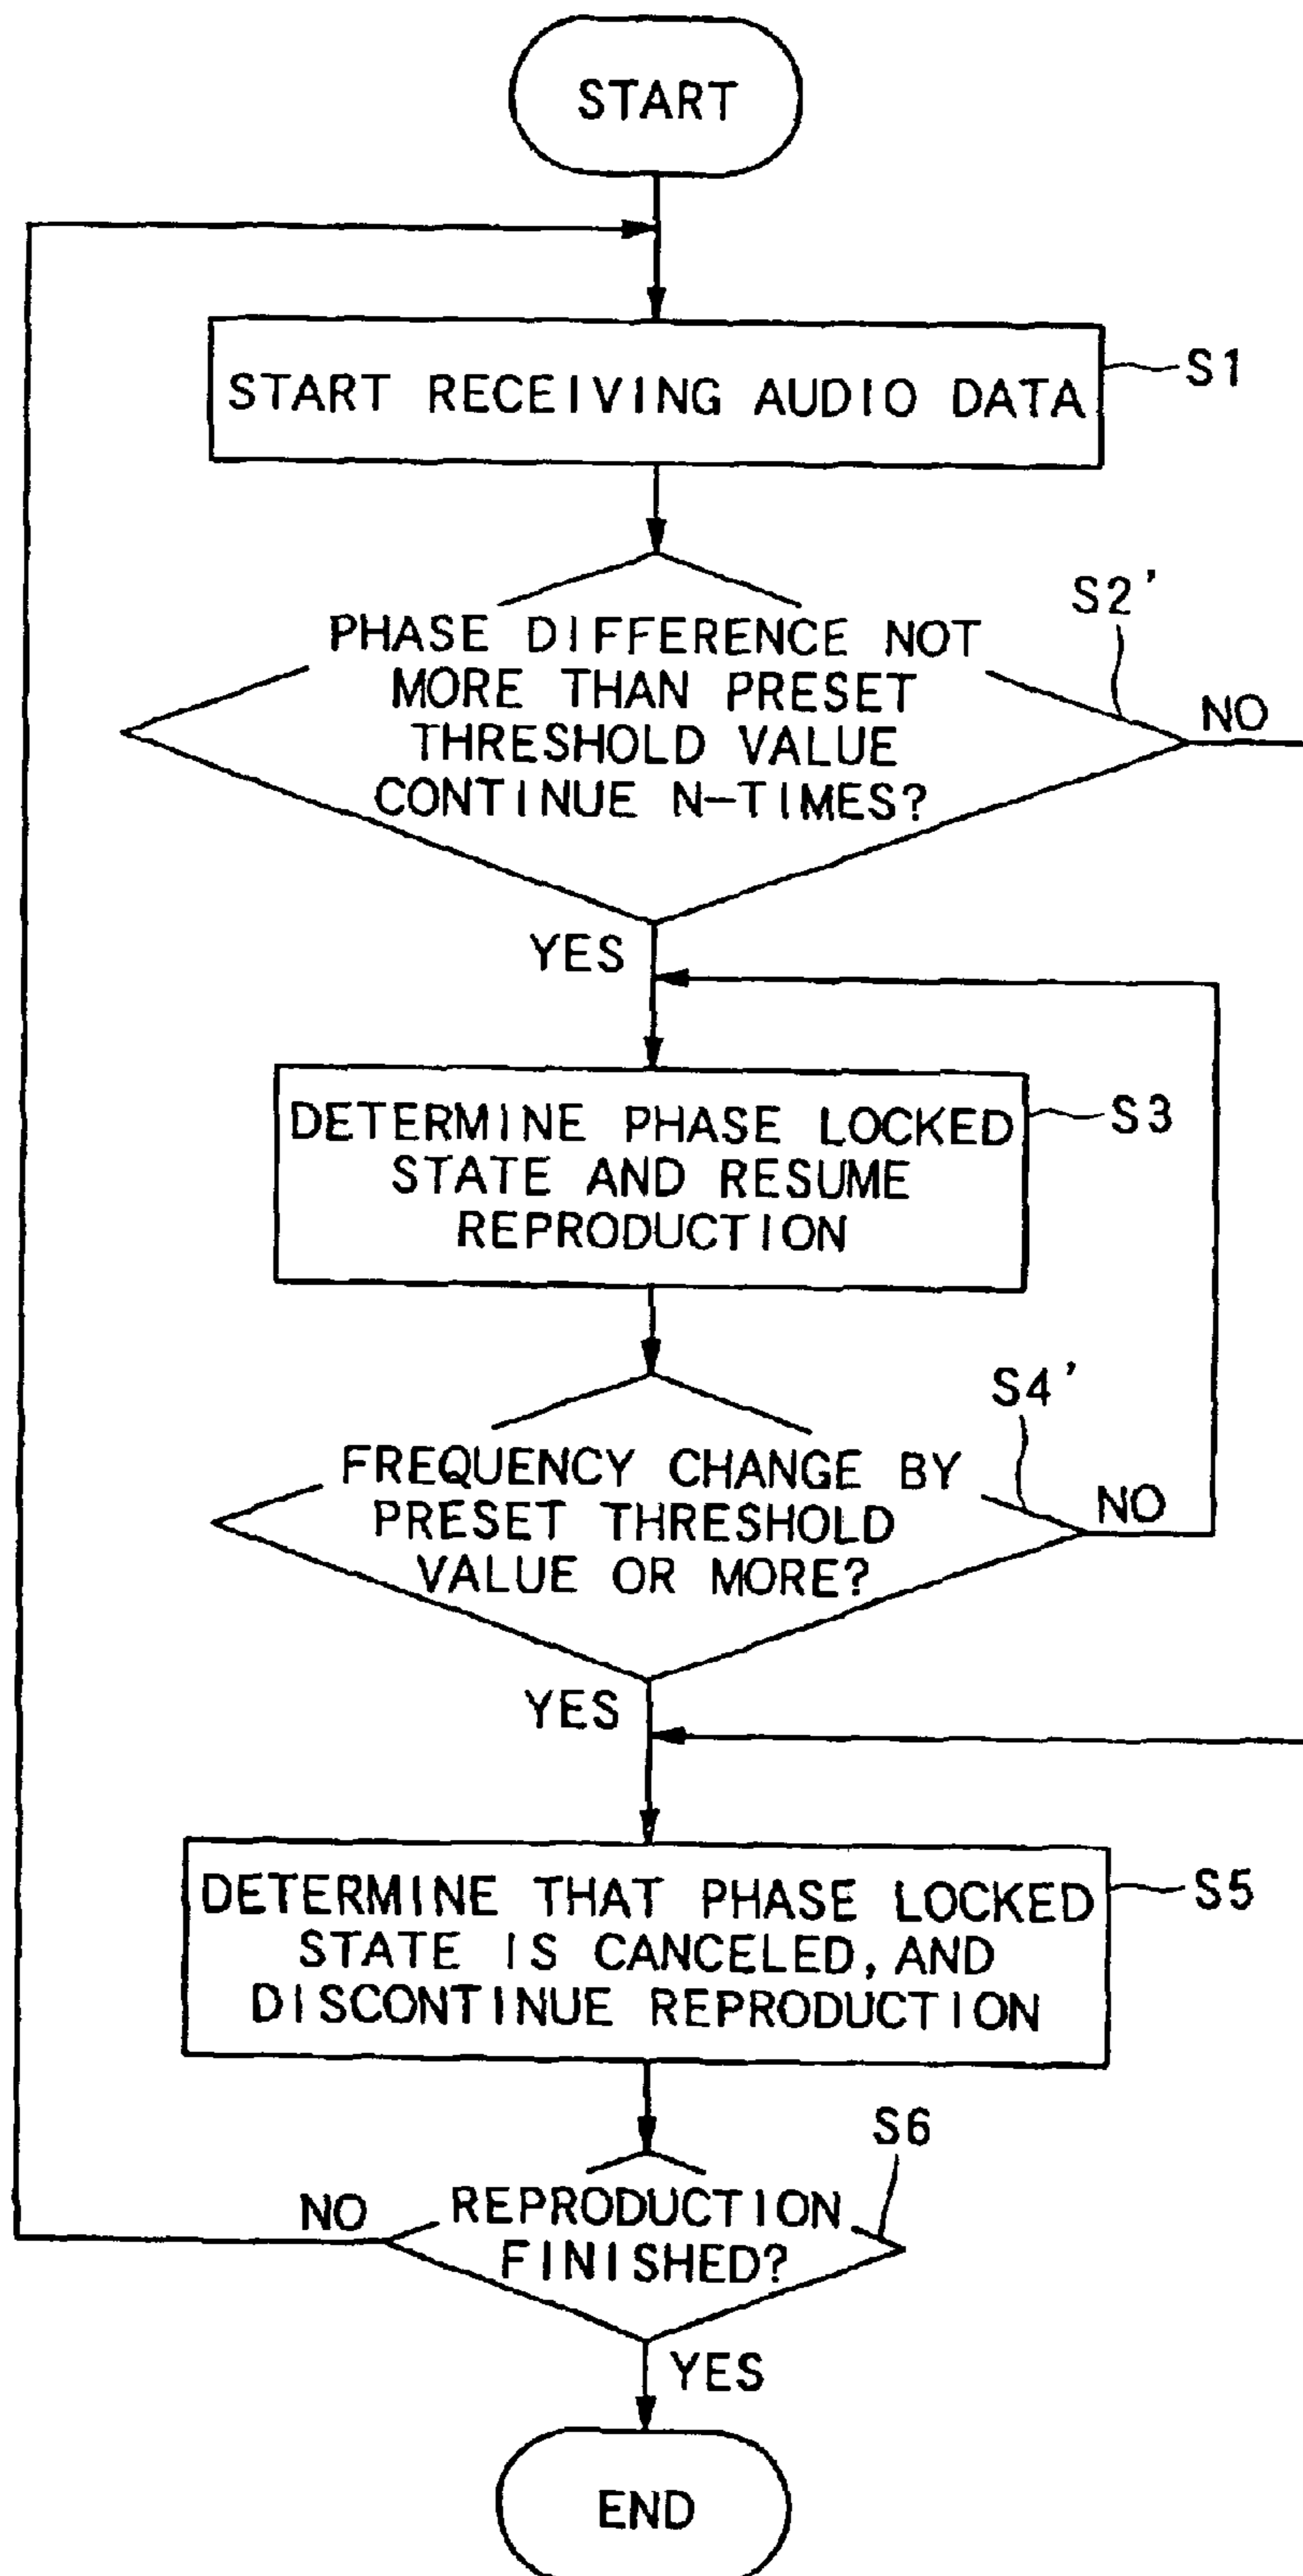 START
START RECEIVING AUDIO DATA
S1
PHASE DIFFERENCE NOT
MORE THAN PRESET
THRESHOLD VALUE
CONTINUE N-TIMES?
S2'
NO
YES
DETERMINE PHASE LOCKED
STATE AND RESUME
REPRODUCTION
S3
FREQUENCY CHANGE BY
PRESET THRESHOLD
VALUE OR MORE?
S4'
NO
YES
DETERMINE THAT PHASE LOCKED
STATE IS CANCELED, AND
DISCONTINUE REPRODUCTION
S5
REPRODUCTION
FINISHED?
S6
NO
YES
END